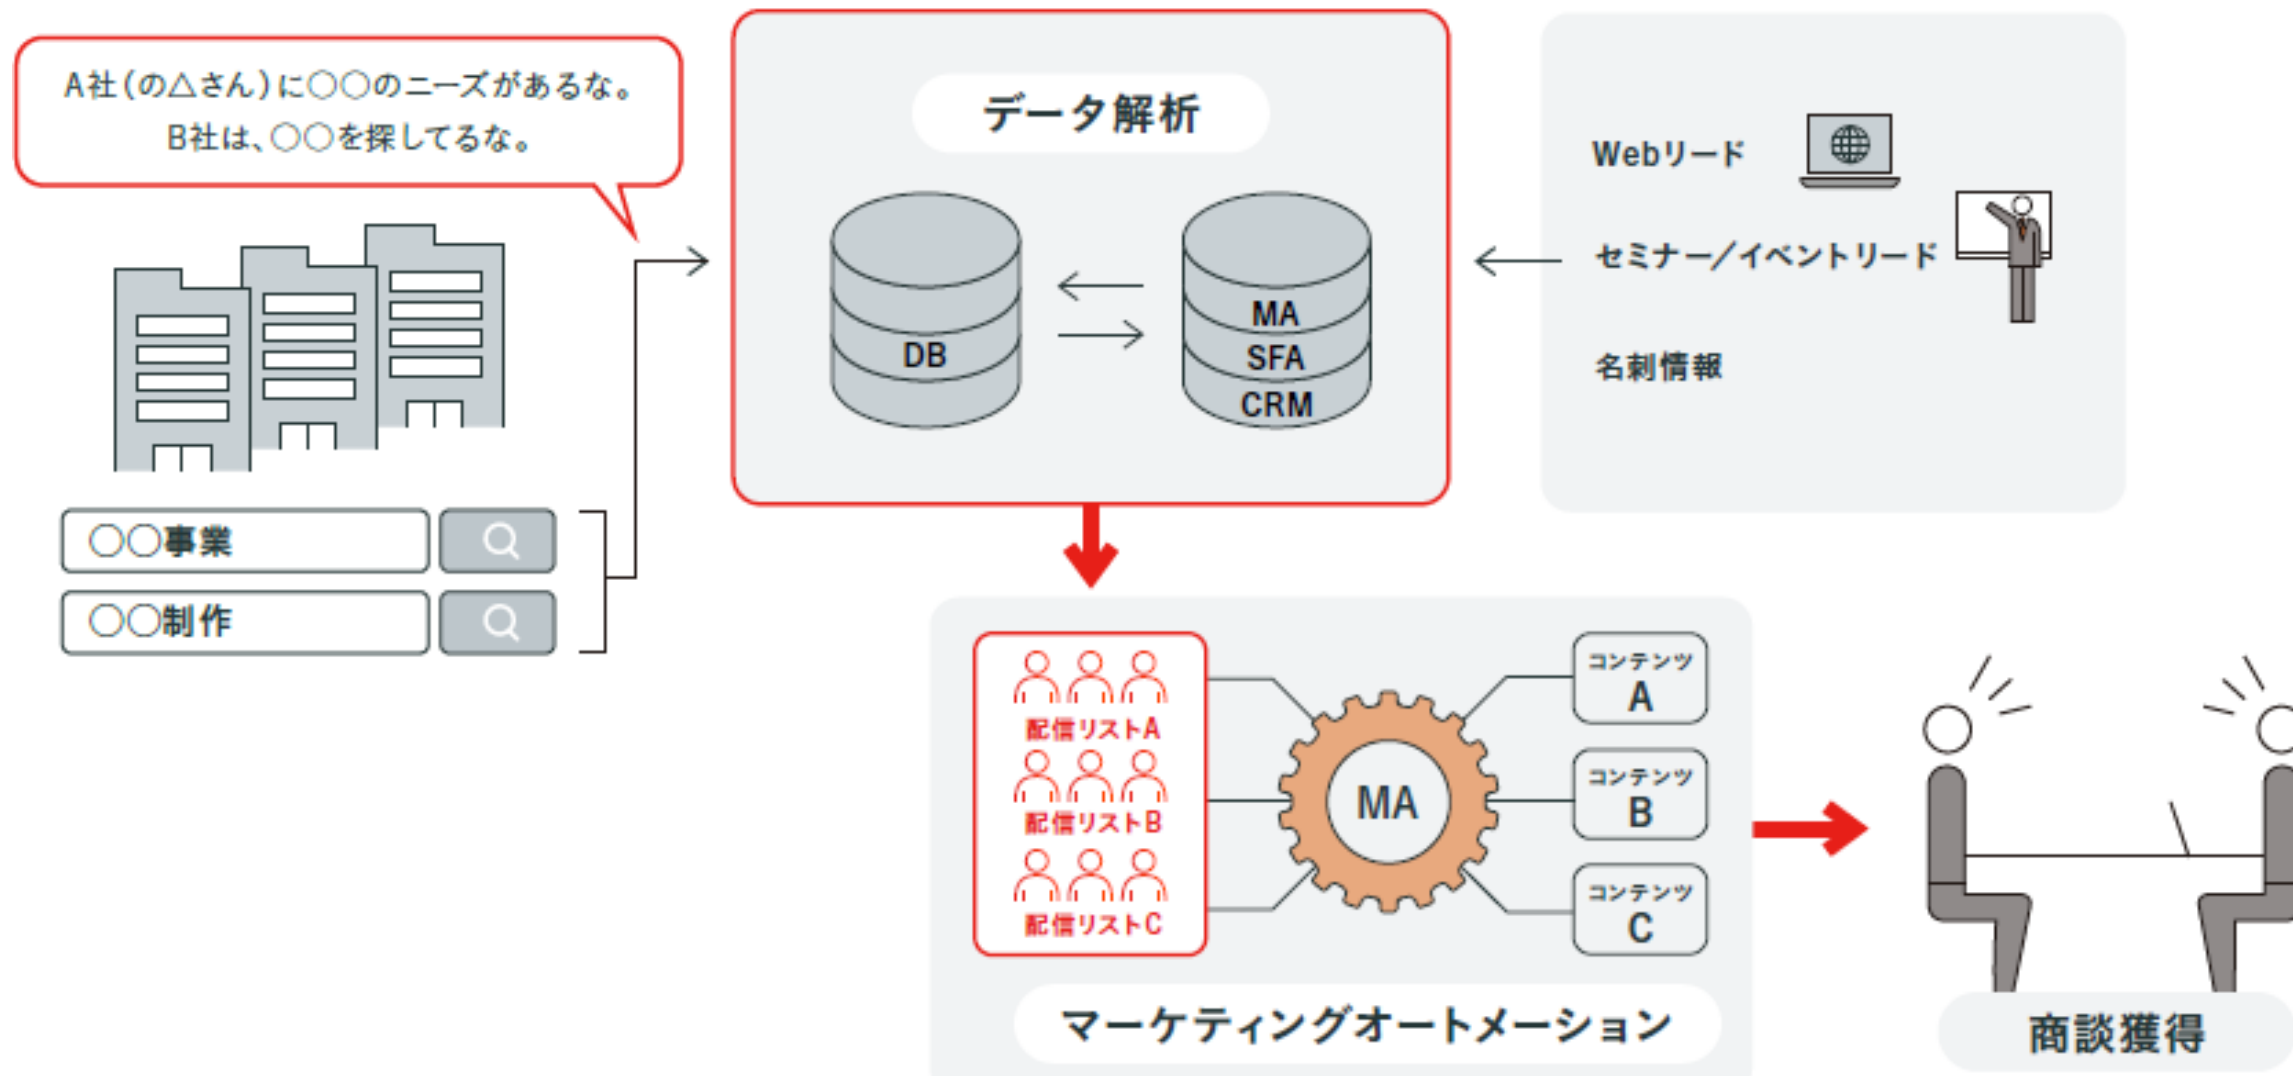 A社(の△さん)に○○のニーズがあるな。
B社は、○○を探してるな。
○○事業
○○制作
データ解析
DB
MA
SFA
CRM
Webリード
セミナー／イベントリード
名刺情報
配信リストA
配信リストB
配信リストC
MA
コンテンツ
A
コンテンツ
B
コンテンツ
C
マーケティングオートメーション
商談獲得